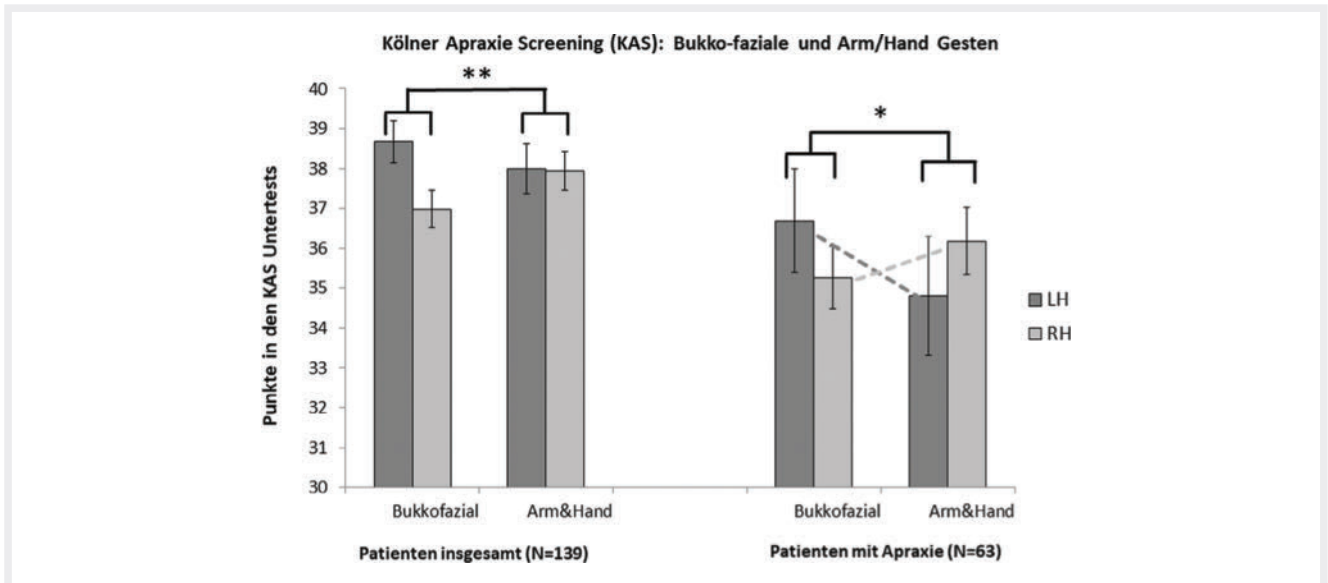 Kölner Apraxie Screening (KAS): Bukko-faziale und Arm/Hand Gesten
**
*
Punkte in den KAS Untertests
40
39
38
37
36
35
34
33
32
31
30
LH
RH
Bukkofazial
Arm&Hand
Bukkofazial
Arm&Hand
Patienten insgesamt (N=139)
Patienten mit Apraxie (N=63)